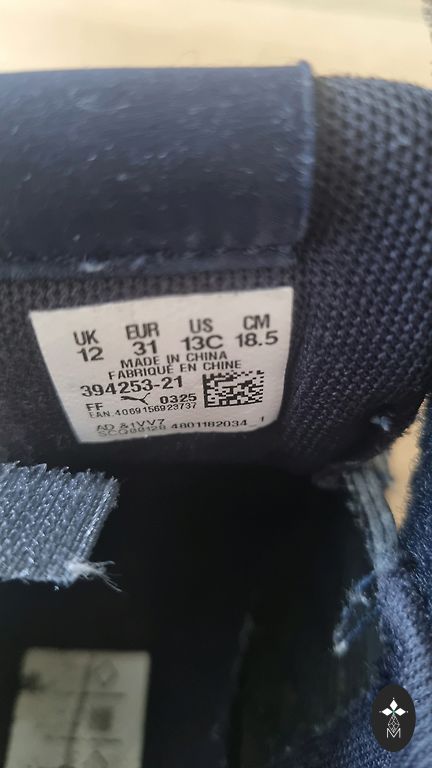 UK EUR US CM
12 31 13C 18.5
MADE IN CHINA
FABRIQUÉ EN CHINE
394253-21
FF 0325
EAN.4069156923737
4801182034
M